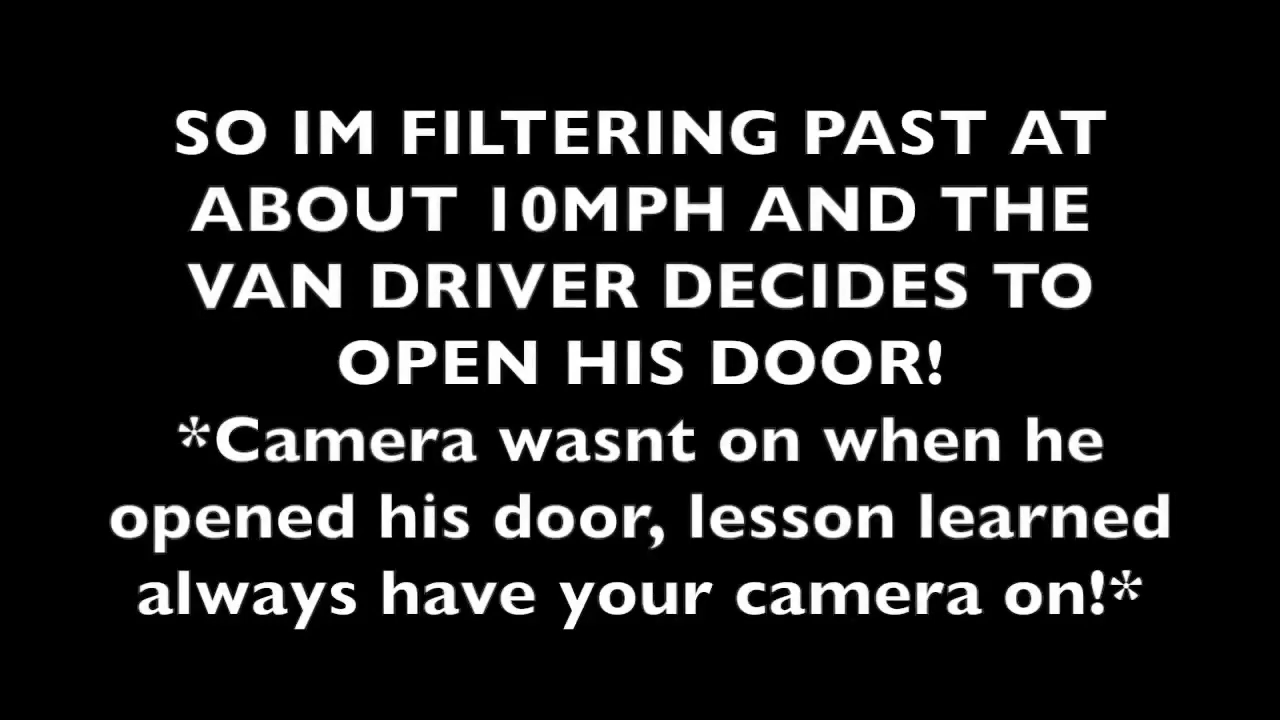 SO IM FILTERING PAST AT
ABOUT 10MPH AND THE
VAN DRIVER DECIDES TO
OPEN HIS DOOR!
*Camera wasnt on when he
opened his door, lesson learned
always have your camera on!*